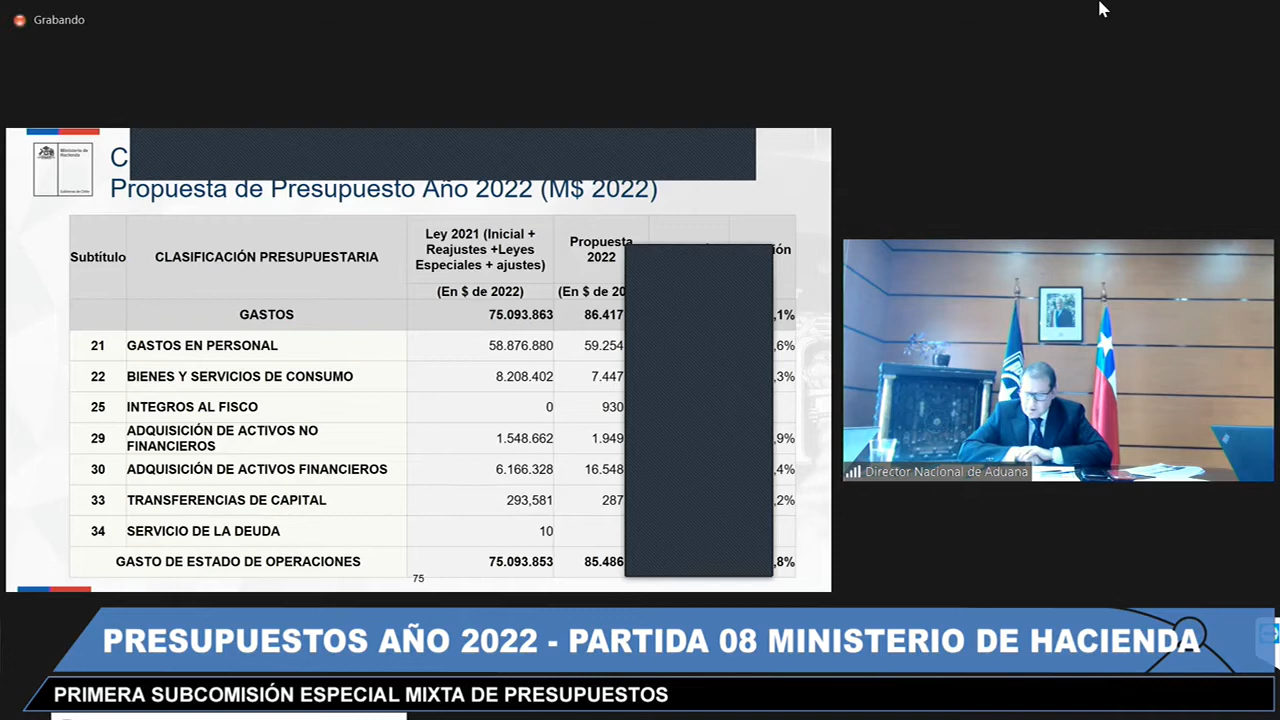 Grabando
Ministerio de
Hacienda
Gobierno de Chile
Propuesta de Presupuesto Año 2022 (M$ 2022)
Subtítulo CLASIFICACIÓN PRESUPUESTARIA Ley 2021 (Inicial + Reajustes +Leyes Especiales + ajustes) Propuesta 2022
(En $ de 2022) (En $ de
GASTOS 75.093.863 86.417 ,1%
21 GASTOS EN PERSONAL 58.876.880 59.254 ,6%
22 BIENES Y SERVICIOS DE CONSUMO 8.208.402 7.447 ,3%
25 INTEGROS AL FISCO 0 930
29 ADQUISICIÓN DE ACTIVOS NO FINANCIEROS 1.548.662 1.949 ,9%
30 ADQUISICIÓN DE ACTIVOS FINANCIEROS 6.166.328 16.548 ,4%
33 TRANSFERENCIAS DE CAPITAL 293,581 287 ,2%
34 SERVICIO DE LA DEUDA 10
GASTO DE ESTADO DE OPERACIONES 75.093.853 85.486 ,8%
75
Director Nacional de Aduana
PRESUPUESTOS AÑO 2022 - PARTIDA 08 MINISTERIO DE HACIENDA
PRIMERA SUBCOMISIÓN ESPECIAL MIXTA DE PRESUPUESTOS